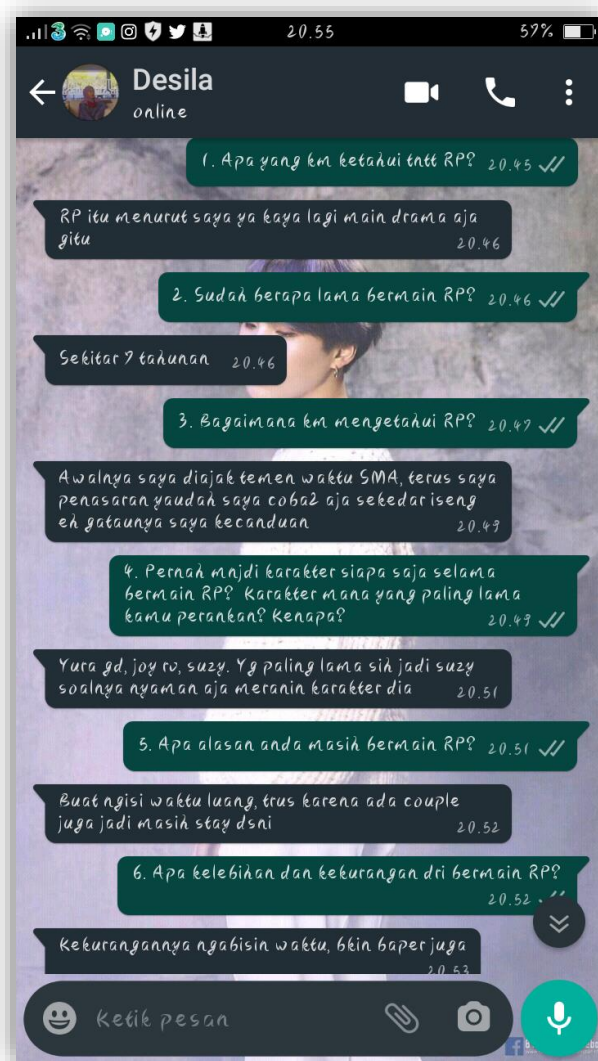 20.55
57%
Desila
online
1. Apa yang km ketahui tntt RP? 20.45
RP itu menurut saya ya kaya lagi main drama aja
gitu
20.46
2. Sudah berapa lama bermain RP? 20.46
Sekitar 7 tahunan 20.46
3. Bagaimana km mengetahui RP? 20.47
Awalnya saya diajak temen waktu SMA, terus saya
penasaran yaudah saya coba2 aja sekedar iseng
eh gataunya saya kecanduan 20.49
4. Pernah mnjdi karakter siapa saja selama
bermain RP? Karakter mana yang paling lama
kamu perankan? Kenapa? 20.49
Yura gd, joy rv, suzy. Yg paling lama sih jadi suzy
soalnya nyaman aja meranin karakter dia 20.51
5. Apa alasan anda masih bermain RP? 20.51
Buat ngisi waktu luang, trus karena ada couple
juga jadi masih stay dsni 20.52
6. Apa kelebihan dan kekurangan dri bermain RP?
20.52
Kekurangannya ngabisin waktu, bkin baper juga
20.53
Ketik pesan